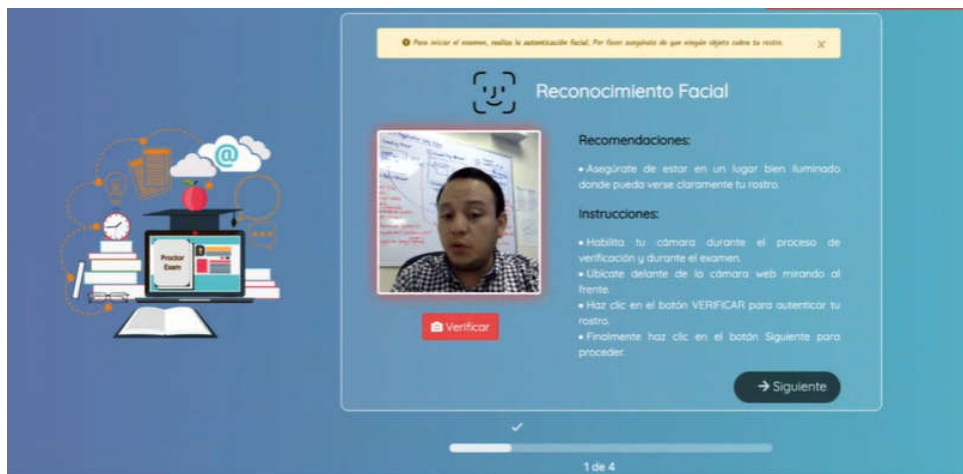 Para iniciar el examen, realiza la autenticación facial. Por favor asegúrate de que ningún objeto cubra tu rostro.
X
Reconocimiento Facial
Recomendaciones:
• Asegúrate de estar en un lugar bien iluminado
donde pueda verse claramente tu rostro.
Instrucciones:
• Habilita tu cámara durante el proceso de
verificación y durante el examen.
• Ubícate delante de la cámara web mirando al
frente.
• Haz clic en el botón VERIFICAR para autenticar tu
rostro.
• Finalmente haz clic en el botón Siguiente para
proceder.
Verificar
→ Siguiente
1 de 4
@
Proctor
Exam